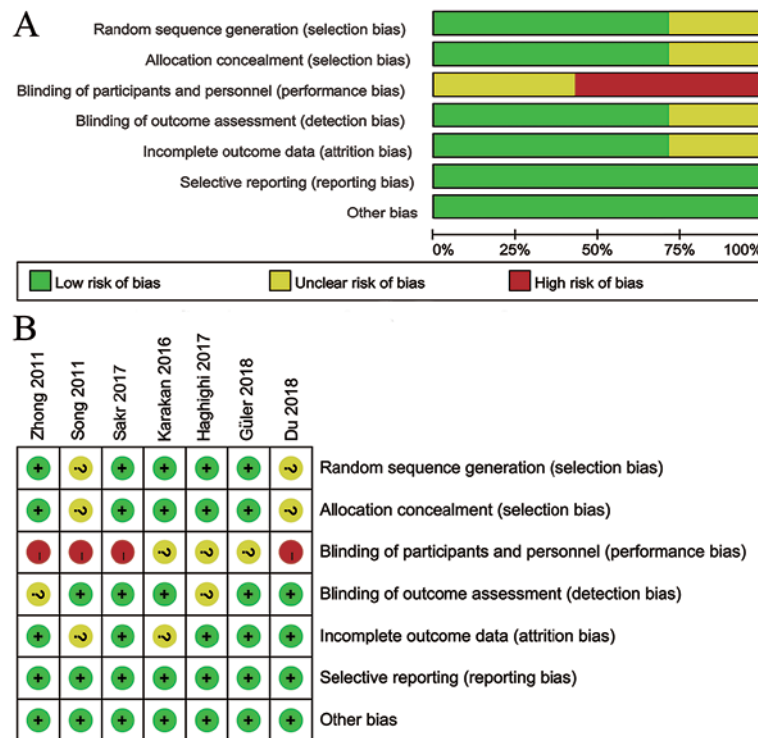 A
Random sequence generation (selection bias)
Allocation concealment (selection bias)
Blinding of participants and personnel (performance bias)
Blinding of outcome assessment (detection bias)
Incomplete outcome data (attrition bias)
Selective reporting (reporting bias)
Other bias
0% 25% 50% 75% 100%
Low risk of bias Unclear risk of bias High risk of bias
B
Zhong 2011 Song 2011 Sakr 2017 Karakan 2016 Haghighi 2017 Güler 2018 Du 2018
+ ? + + + + ? Random sequence generation (selection bias)
+ ? + + + + ? Allocation concealment (selection bias)
– – – ? ? ? – Blinding of participants and personnel (performance bias)
? + + + ? + + Blinding of outcome assessment (detection bias)
+ ? + ? + + + Incomplete outcome data (attrition bias)
+ + + + + + + Selective reporting (reporting bias)
+ + + + + + + Other bias